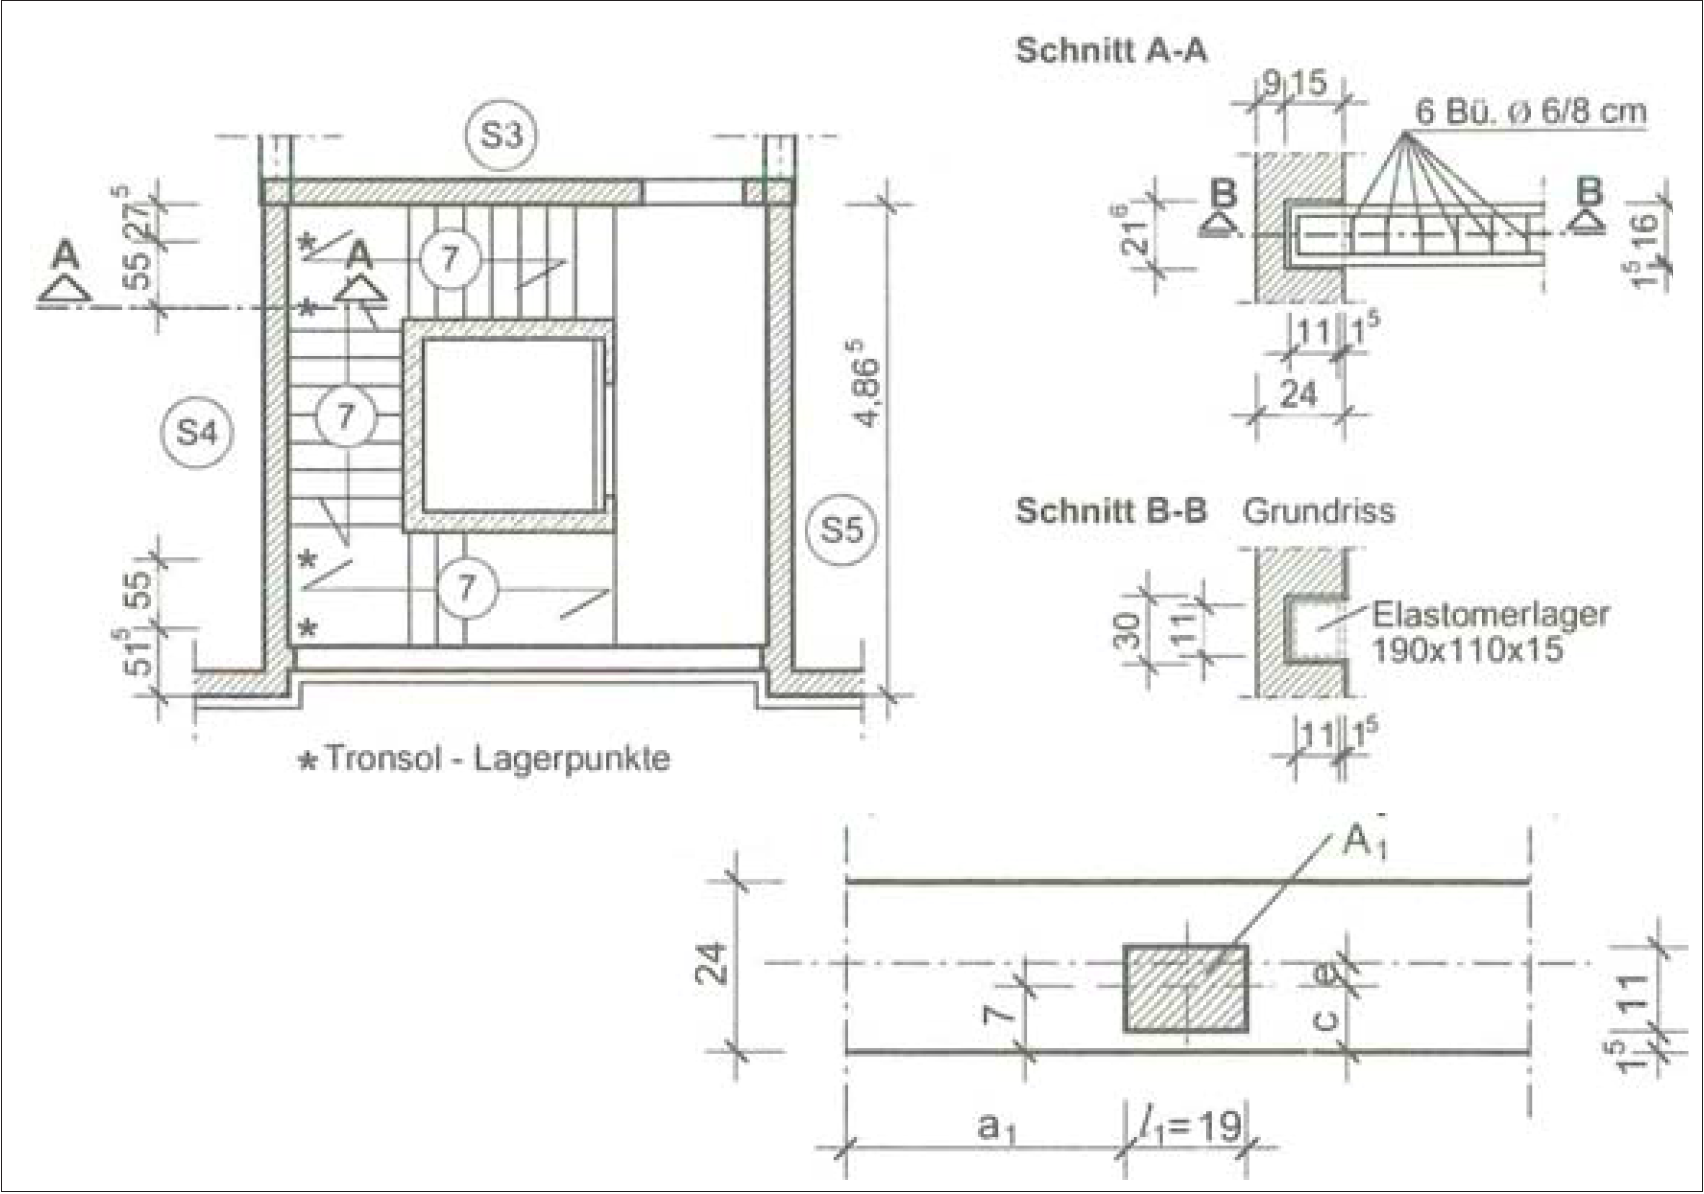 Schnitt A-A
9 15
6 Bü. Ø 6/8 cm
S3
27⁵
A
A
55
7
B
B
21⁶
16
1⁵
11
1⁵
24
4,86⁵
S4
7
S5
Schnitt B-B Grundriss
30
11
Elastomerlager
190x110x15
55
7
51⁵
11
1⁵
* Tronsol - Lagerpunkte
A₁
24
7
e
c
11
1⁵
a₁
l₁= 19